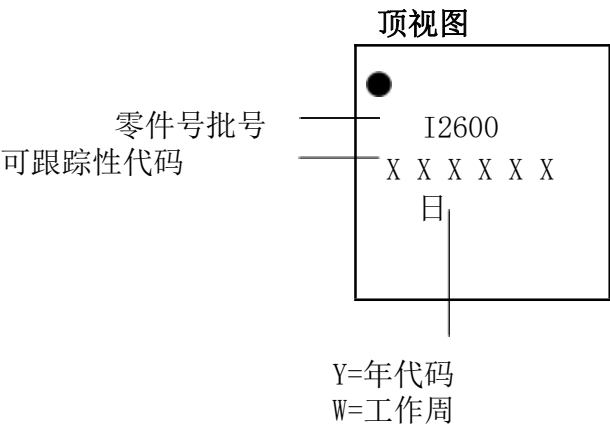 顶视图
零件号批号
I2600
可跟踪性代码
X X X X X X
日
Y=年代码
W=工作周